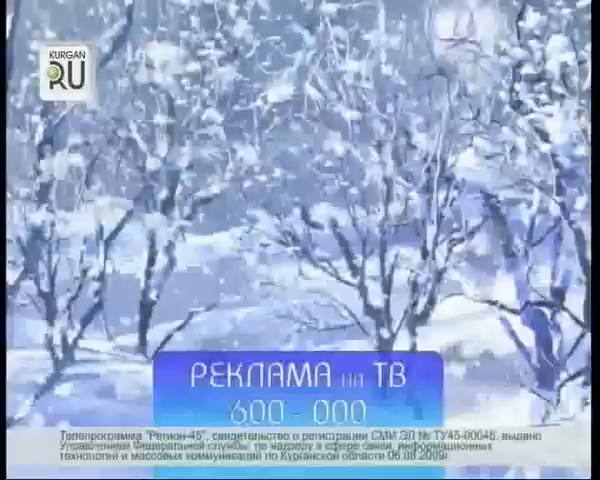 KURGAN
RU
РЕКЛАМА на ТВ
600 - 000
Телепрограмма "Регион-45", свидетельство о регистрации СМИ ЭЛ № ТУ45-00045, выдано
Управлением Федеральной службы по надзору в сфере связи, информационных
технологий и массовых коммуникаций по Курганской области 06.08.2009г